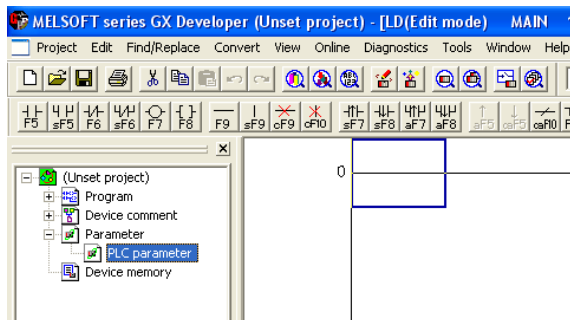 MELSOFT series GX Developer (Unset project) - [LD(Edit mode) MAIN
Project Edit Find/Replace Convert View Online Diagnostics Tools Window Help
F5 sF5 F6 sF6 F7 F8 F9 sF9 cF9 cF10 sF7 sF8 aF7 aF8 aF5 caF5 caF10
(Unset project)
0
Program
Device comment
Parameter
PLC parameter
Device memory